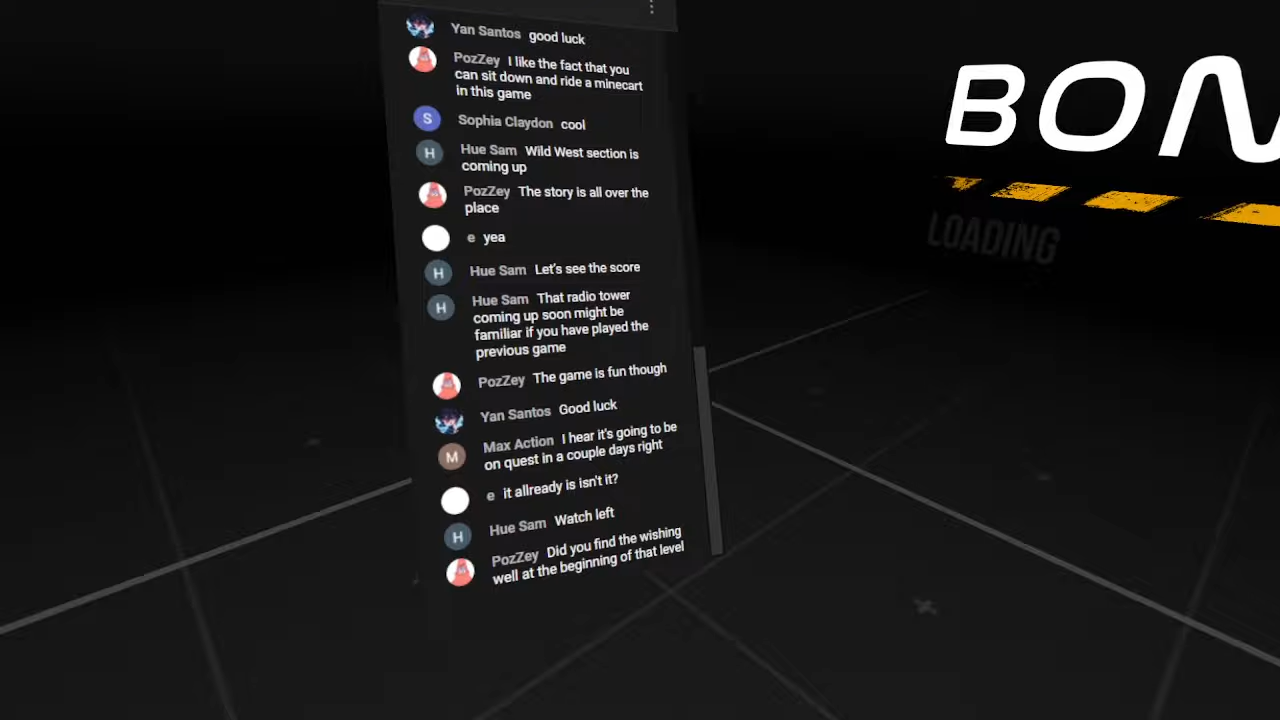 Yan Santos good luck
PozZey I like the fact that you
can sit down and ride a minecart
in this game
S Sophia Claydon cool
H Hue Sam Wild West section is
coming up
PozZey The story is all over the
place
e yea
H Hue Sam Let's see the score
H Hue Sam That radio tower
coming up soon might be
familiar if you have played the
previous game
PozZey The game is fun though
Yan Santos Good luck
M Max Action I hear it's going to be
on quest in a couple days right
e it allready is isn't it?
H Hue Sam Watch left
PozZey Did you find the wishing
well at the beginning of that level
BON
LOADING